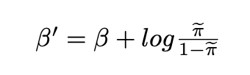 β′ = β + log π̃/(1−π̃)